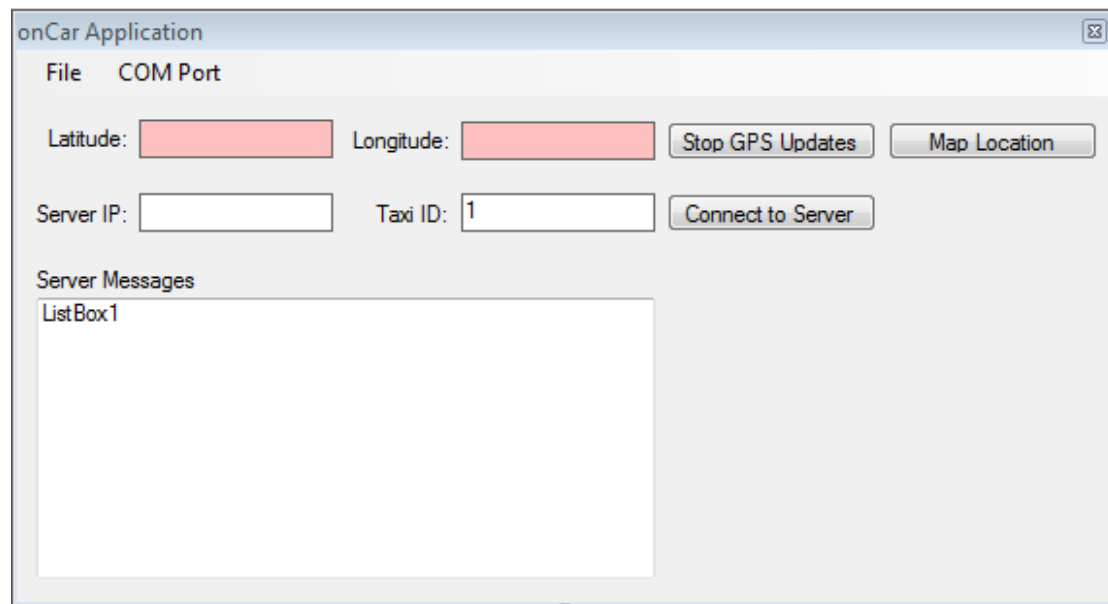 onCar Application
File COM Port
Latitude: Longitude: Stop GPS Updates Map Location
Server IP: Taxi ID: 1 Connect to Server
Server Messages
ListBox1